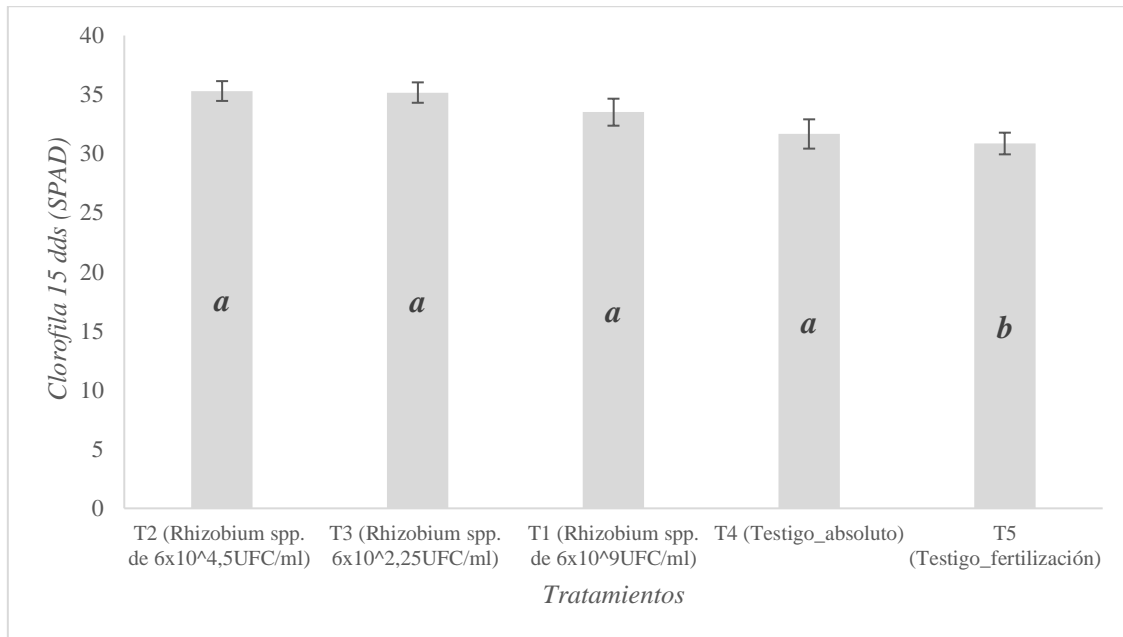 40
35
30
25
20
15
10
5
0
Clorofila 15 dds (SPAD)
a
a
a
a
b
T2 (Rhizobium spp.
de 6x10^4,5UFC/ml)
T3 (Rhizobium spp.
6x10^2,25UFC/ml)
T1 (Rhizobium spp.
de 6x10^9UFC/ml)
T4 (Testigo_absoluto)
T5
(Testigo_fertilización)
Tratamientos